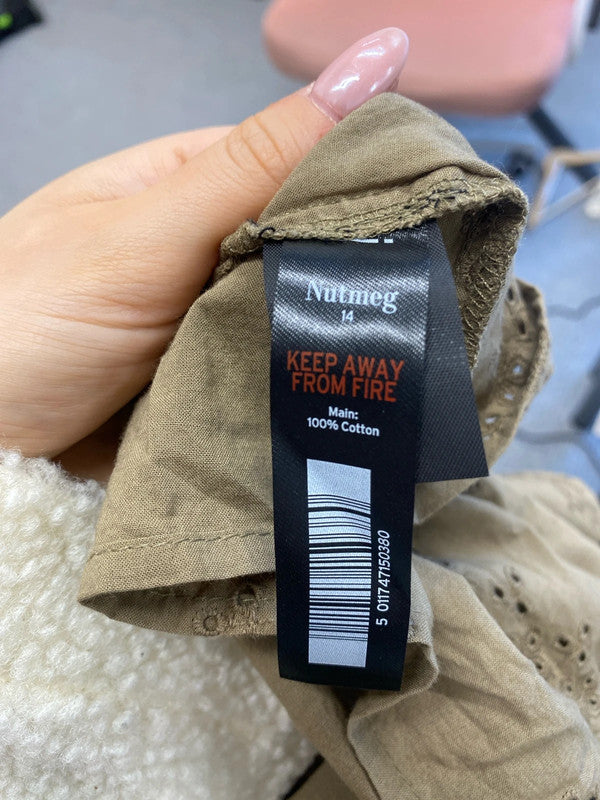 Nutmeg
14
KEEP AWAY
FROM FIRE
Main:
100% Cotton
5 011747150380